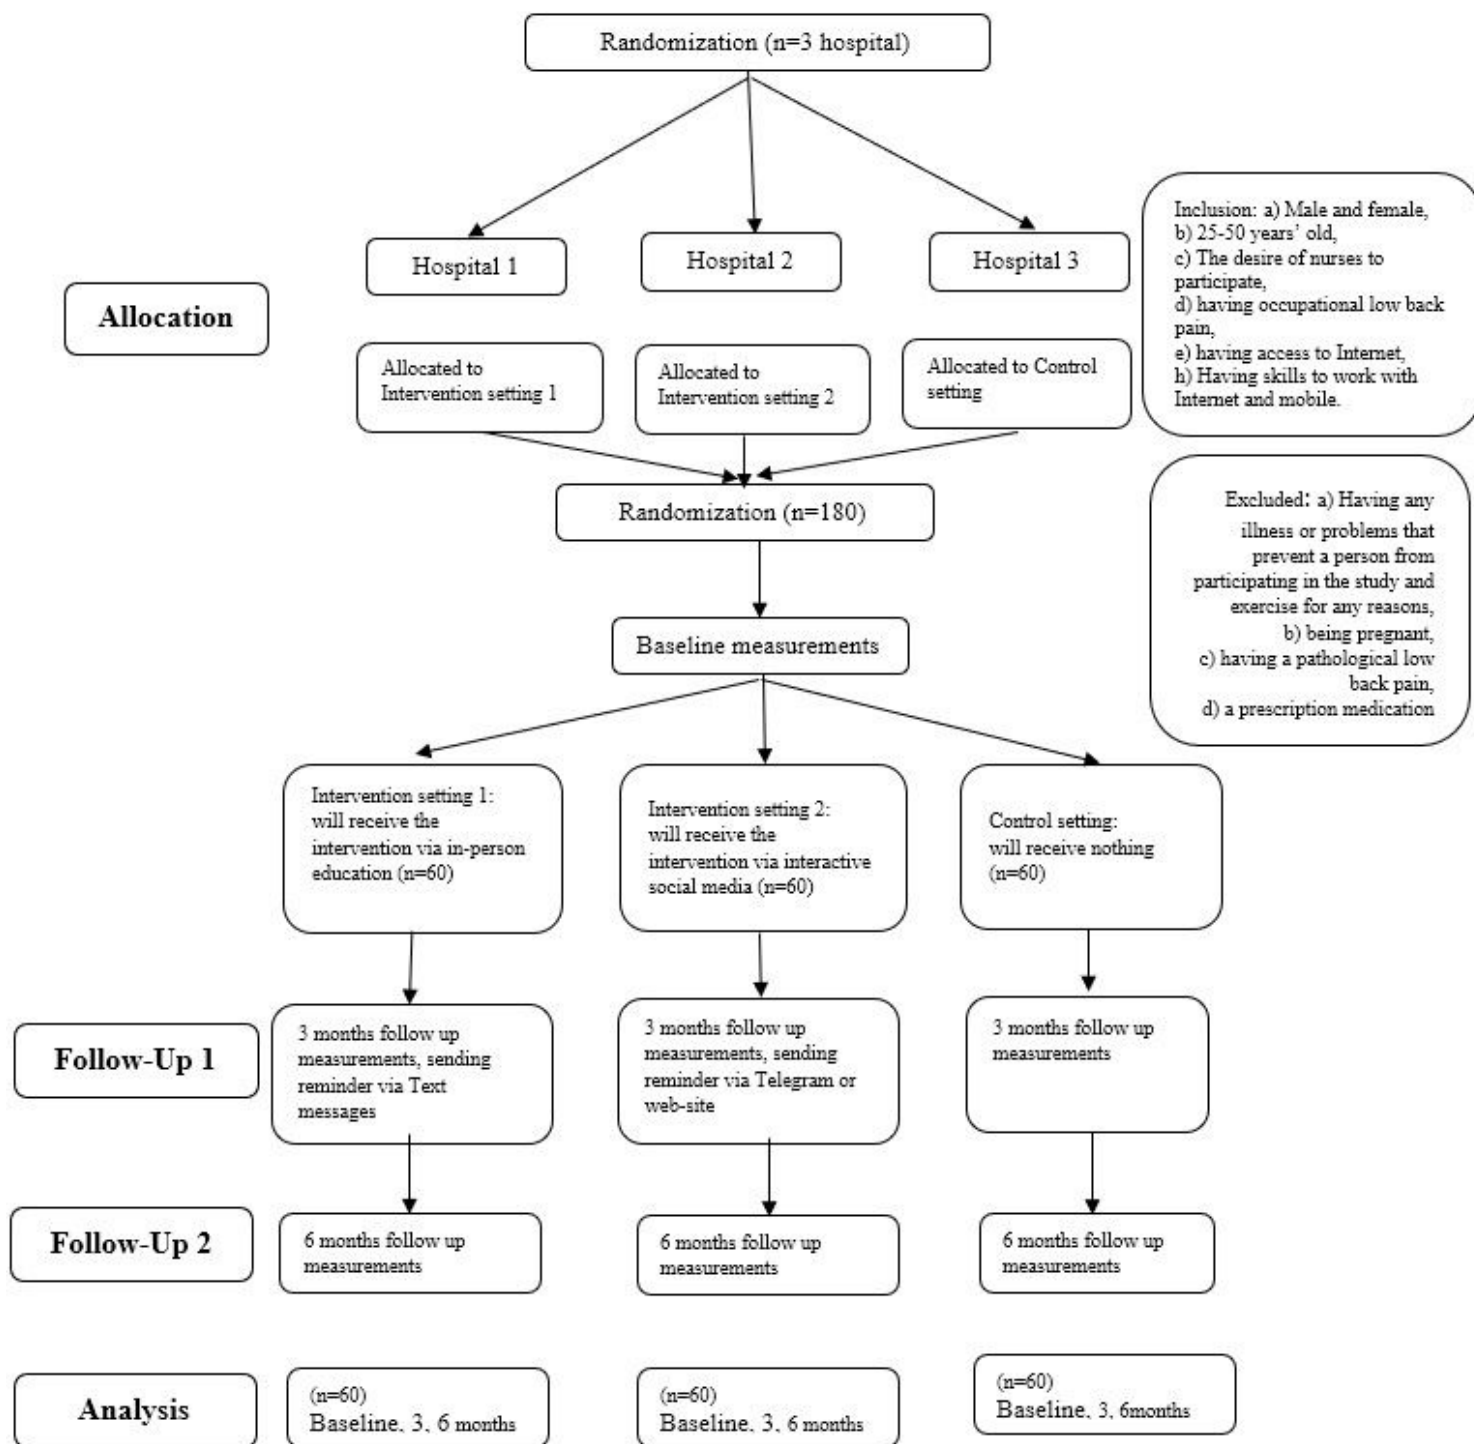 Randomization (n=3 hospital)
Hospital 1
Hospital 2
Hospital 3
Inclusion: a) Male and female,
b) 25-50 years’ old,
c) The desire of nurses to
participate,
d) having occupational low back
pain,
e) having access to Internet,
h) Having skills to work with
Internet and mobile.
Allocation
Allocated to
Intervention setting 1
Allocated to
Intervention setting 2
Allocated to Control
setting
Randomization (n=180)
Excluded: a) Having any
illness or problems that
prevent a person from
participating in the study and
exercise for any reasons,
b) being pregnant,
c) having a pathological low
back pain,
d) a prescription medication
Baseline measurements
Intervention setting 1:
will receive the
intervention via in-person
education (n=60)
Intervention setting 2:
will receive the
intervention via interactive
social media (n=60)
Control setting:
will receive nothing
(n=60)
Follow-Up 1
3 months follow up
measurements, sending
reminder via Text
messages
3 months follow up
measurements, sending
reminder via Telegram or
web-site
3 months follow up
measurements
Follow-Up 2
6 months follow up
measurements
6 months follow up
measurements
6 months follow up
measurements
Analysis
(n=60)
Baseline, 3, 6 months
(n=60)
Baseline, 3, 6 months
(n=60)
Baseline, 3, 6months